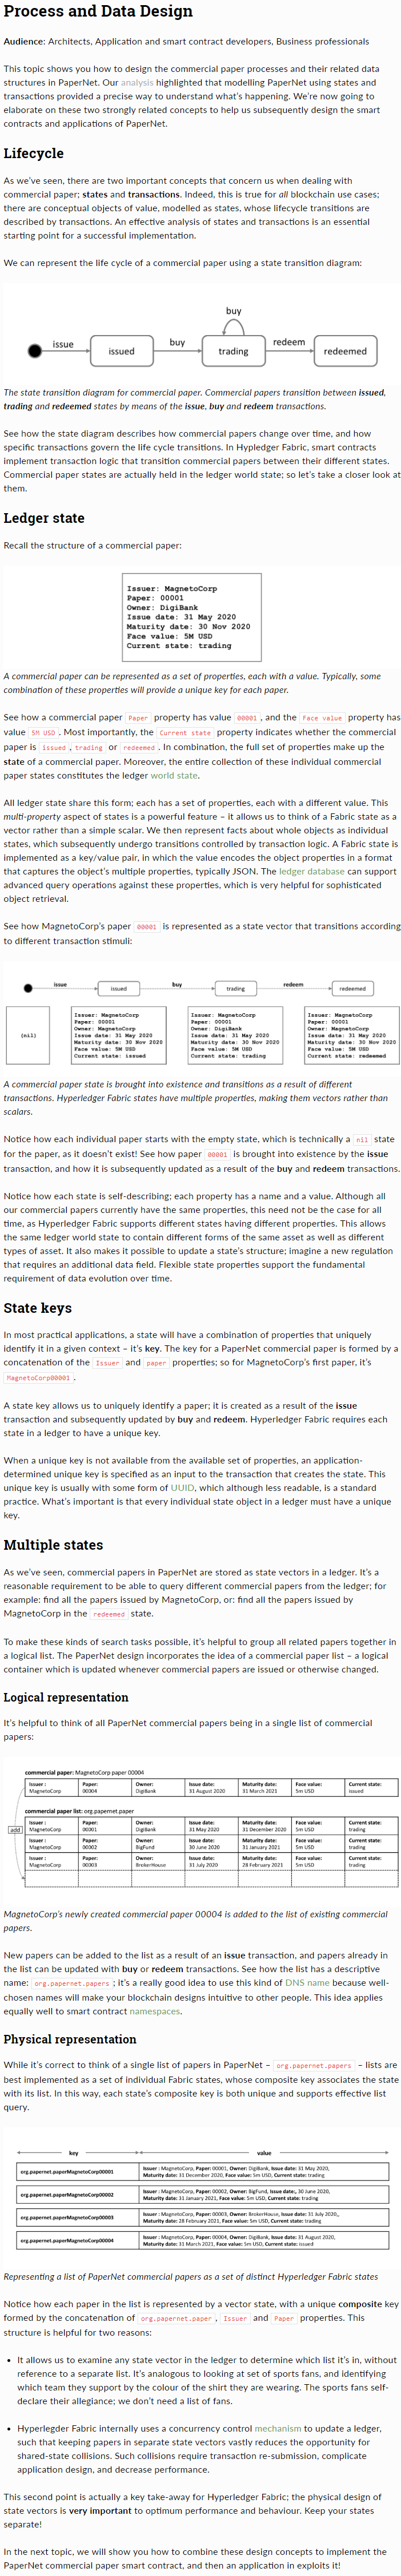 Process and Data Design
Audience: Architects, Application and smart contract developers, Business professionals
This topic shows you how to design the commercial paper processes and their related data
structures in PaperNet. Our analysis highlighted that modelling PaperNet using states and
transactions provided a precise way to understand what's happening. We're now going to
elaborate on these two strongly related concepts to help us subsequently design the smart
contracts and applications of PaperNet.
Lifecycle
As we've seen, there are two important concepts that concern us when dealing with
commercial paper; states and transactions. Indeed, this is true for all blockchain use cases;
there are conceptual objects of value, modelled as states, whose lifecycle transitions are
described by transactions. An effective analysis of states and transactions is an essential
starting point for a successful implementation.
We can represent the life cycle of a commercial paper using a state transition diagram:
buy
issue
issued
buy
trading
redeem
redeemed
The state transition diagram for commercial paper. Commercial papers transition between issued,
trading and redeemed states by means of the issue, buy and redeem transactions.
See how the state diagram describes how commercial papers change over time, and how
specific transactions govern the life cycle transitions. In Hypledger Fabric, smart contracts
implement transaction logic that transition commercial papers between their different states.
Commercial paper states are actually held in the ledger world state; so let's take a closer look at
them.
Ledger state
Recall the structure of a commercial paper:
Issuer: MagnetoCorp
Paper: 00001
Owner: DigiBank
Issue date: 31 May 2020
Maturity date: 30 Nov 2020
Face value: 5M USD
Current state: trading
A commercial paper can be represented as a set of properties, each with a value. Typically, some
combination of these properties will provide a unique key for each paper.
See how a commercial paper Paper property has value 00001 , and the Face value property has
value 5M USD . Most importantly, the Current state property indicates whether the commercial
paper is issued , trading or redeemed . In combination, the full set of properties make up the
state of a commercial paper. Moreover, the entire collection of these individual commercial
paper states constitutes the ledger world state.
All ledger state share this form; each has a set of properties, each with a different value. This
multi-property aspect of states is a powerful feature – it allows us to think of a Fabric state as a
vector rather than a simple scalar. We then represent facts about whole objects as individual
states, which subsequently undergo transitions controlled by transaction logic. A Fabric state is
implemented as a key/value pair, in which the value encodes the object properties in a format
that captures the object's multiple properties, typically JSON. The ledger database can support
advanced query operations against these properties, which is very helpful for sophisticated
object retrieval.
See how MagnetoCorp's paper 00001 is represented as a state vector that transitions according
to different transaction stimuli:
issue
issued
buy
trading
redeem
redeemed
(nil)
Issuer: MagnetoCorp
Paper: 00001
Owner: MagnetoCorp
Issue date: 31 May 2020
Maturity date: 30 Nov 2020
Face value: 5M USD
Current state: issued
Issuer: MagnetoCorp
Paper: 00001
Owner: DigiBank
Issue date: 31 May 2020
Maturity date: 30 Nov 2020
Face value: 5M USD
Current state: trading
Issuer: MagnetoCorp
Paper: 00001
Owner: MagnetoCorp
Issue date: 31 May 2020
Maturity date: 30 Nov 2020
Face value: 5M USD
Current state: redeemed
A commercial paper state is brought into existence and transitions as a result of different
transactions. Hyperledger Fabric states have multiple properties, making them vectors rather than
scalars.
Notice how each individual paper starts with the empty state, which is technically a nil state
for the paper, as it doesn't exist! See how paper 00001 is brought into existence by the issue
transaction, and how it is subsequently updated as a result of the buy and redeem transactions.
Notice how each state is self-describing; each property has a name and a value. Although all
our commercial papers currently have the same properties, this need not be the case for all
time, as Hyperledger Fabric supports different states having different properties. This allows
the same ledger world state to contain different forms of the same asset as well as different
types of asset. It also makes it possible to update a state's structure; imagine a new regulation
that requires an additional data field. Flexible state properties support the fundamental
requirement of data evolution over time.
State keys
In most practical applications, a state will have a combination of properties that uniquely
identify it in a given context – it's key. The key for a PaperNet commercial paper is formed by a
concatenation of the Issuer and paper properties; so for MagnetoCorp's first paper, it's
MagnetoCorp00001 .
A state key allows us to uniquely identify a paper; it is created as a result of the issue
transaction and subsequently updated by buy and redeem. Hyperledger Fabric requires each
state in a ledger to have a unique key.
When a unique key is not available from the available set of properties, an application-
determined unique key is specified as an input to the transaction that creates the state. This
unique key is usually with some form of UUID, which although less readable, is a standard
practice. What's important is that every individual state object in a ledger must have a unique
key.
Multiple states
As we've seen, commercial papers in PaperNet are stored as state vectors in a ledger. It's a
reasonable requirement to be able to query different commercial papers from the ledger; for
example: find all the papers issued by MagnetoCorp, or: find all the papers issued by
MagnetoCorp in the redeemed state.
To make these kinds of search tasks possible, it's helpful to group all related papers together in
a logical list. The PaperNet design incorporates the idea of a commercial paper list – a logical
container which is updated whenever commercial papers are issued or otherwise changed.
Logical representation
It's helpful to think of all PaperNet commercial papers being in a single list of commercial
papers:
commercial paper: MagnetoCorp paper 00004
Issuer : Paper: Owner: Issue date: Maturity date: Face value: Current state:
MagnetoCorp 00004 DigiBank 31 August 2020 31 March 2021 5m USD issued
commercial paper list: org.papernet.paper
add
Issuer : Paper: Owner: Issue date: Maturity date: Face value: Current state:
MagnetoCorp 00001 DigiBank 31 May 2020 31 December 2020 5m USD trading
Issuer : Paper: Owner: Issue date: Maturity date: Face value: Current state:
MagnetoCorp 00002 BigFund 30 June 2020 31 January 2021 5m USD trading
Issuer : Paper: Owner: Issue date: Maturity date: Face value: Current state:
MagnetoCorp 00003 BrokerHouse 31 July 2020 28 February 2021 5m USD trading
MagnetoCorp's newly created commercial paper 00004 is added to the list of existing commercial
papers.
New papers can be added to the list as a result of an issue transaction, and papers already in
the list can be updated with buy or redeem transactions. See how the list has a descriptive
name: org.papernet.papers ; it's a really good idea to use this kind of DNS name because well-
chosen names will make your blockchain designs intuitive to other people. This idea applies
equally well to smart contract namespaces.
Physical representation
While it's correct to think of a single list of papers in PaperNet – org.papernet.papers – lists are
best implemented as a set of individual Fabric states, whose composite key associates the state
with its list. In this way, each state's composite key is both unique and supports effective list
query.
key value
org.papernet.paperMagnetoCorp00001
Issuer : MagnetoCorp, Paper: 00001, Owner: DigiBank, Issue date: 31 May 2020,
Maturity date: 31 December 2020, Face value: 5m USD, Current state: trading
org.papernet.paperMagnetoCorp00002
Issuer : MagnetoCorp, Paper: 00002, Owner: BigFund, Issue date:, 30 June 2020,
Maturity date: 31 January 2021, Face value: 5m USD, Current state: trading
org.papernet.paperMagnetoCorp00003
Issuer : MagnetoCorp, Paper: 00003, Owner: BrokerHouse, Issue date: 31 July 2020,,
Maturity date: 28 February 2021, Face value: 5m USD, Current state: trading
org.papernet.paperMagnetoCorp00004
Issuer : MagnetoCorp, Paper: 00004, Owner: DigiBank, Issue date: 31 August 2020,
Maturity date: 31 March 2021, Face value: 5m USD, Current state: issued
Representing a list of PaperNet commercial papers as a set of distinct Hyperledger Fabric states
Notice how each paper in the list is represented by a vector state, with a unique composite key
formed by the concatenation of org.papernet.paper , Issuer and Paper properties. This
structure is helpful for two reasons:
• It allows us to examine any state vector in the ledger to determine which list it's in, without
reference to a separate list. It's analogous to looking at set of sports fans, and identifying
which team they support by the colour of the shirt they are wearing. The sports fans self-
declare their allegiance; we don't need a list of fans.
• Hyperlegder Fabric internally uses a concurrency control mechanism to update a ledger,
such that keeping papers in separate state vectors vastly reduces the opportunity for
shared-state collisions. Such collisions require transaction re-submission, complicate
application design, and decrease performance.
This second point is actually a key take-away for Hyperledger Fabric; the physical design of
state vectors is very important to optimum performance and behaviour. Keep your states
separate!
In the next topic, we will show you how to combine these design concepts to implement the
PaperNet commercial paper smart contract, and then an application in exploits it!